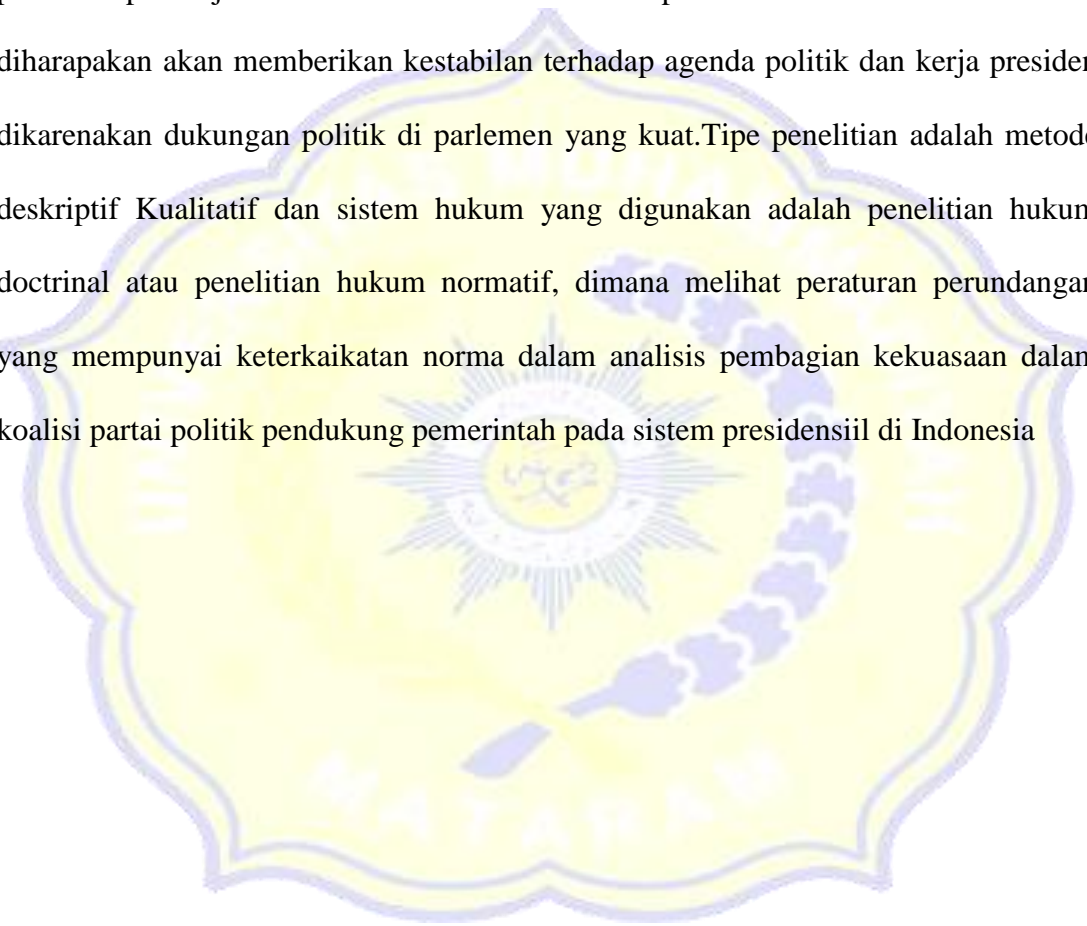 diharapakan akan memberikan kestabilan terhadap agenda politik dan kerja presiden
dikarenakan dukungan politik di parlemen yang kuat.Tipe penelitian adalah metode
deskriptif Kualitatif dan sistem hukum yang digunakan adalah penelitian hukum
doctrinal atau penelitian hukum normatif, dimana melihat peraturan perundangan
yang mempunyai keterkaikatan norma dalam analisis pembagian kekuasaan dalam
koalisi partai politik pendukung pemerintah pada sistem presidensiil di Indonesia
MATARAM